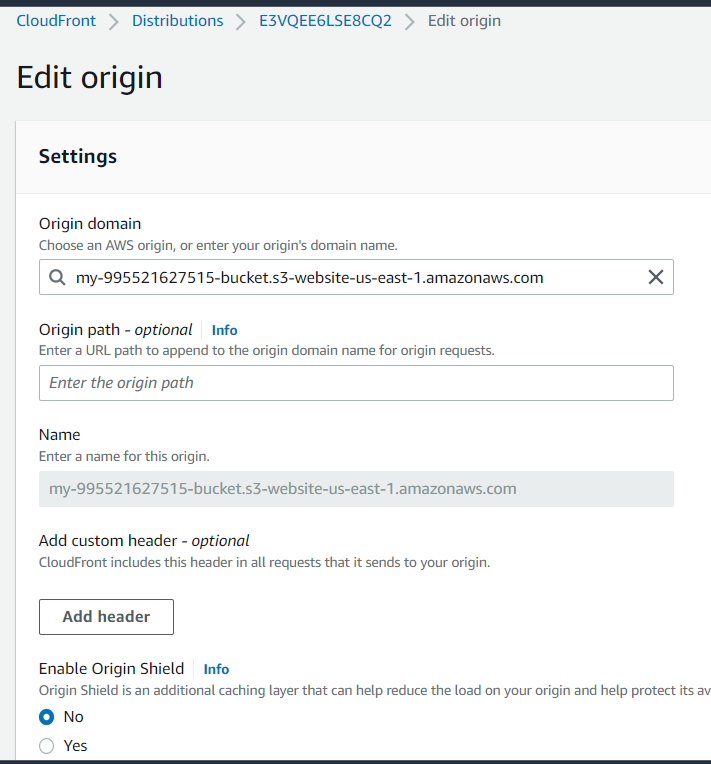 CloudFront > Distributions > E3VQEE6LSE8CQ2 > Edit origin
Edit origin
Settings
Origin domain
Choose an AWS origin, or enter your origin's domain name.
my-995521627515-bucket.s3-website-us-east-1.amazonaws.com
Origin path - optional | Info
Enter a URL path to append to the origin domain name for origin requests.
Enter the origin path
Name
Enter a name for this origin.
my-995521627515-bucket.s3-website-us-east-1.amazonaws.com
Add custom header - optional
CloudFront includes this header in all requests that it sends to your origin.
Add header
Enable Origin Shield | Info
Origin Shield is an additional caching layer that can help reduce the load on your origin and help protect its av
No
Yes